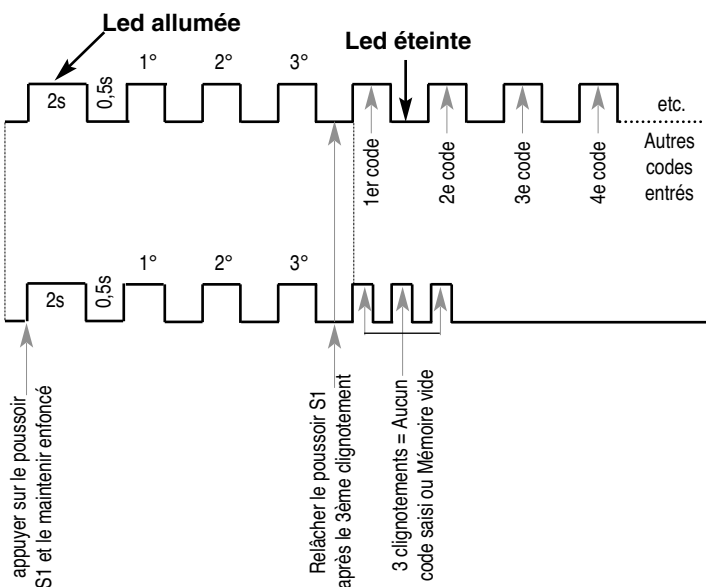 Led allumée
Led éteinte
1°
2°
3°
2s
0,5s
1er code
2e code
3e code
4e code
etc.
Autres
codes
entrés
1°
2°
3°
2s
0,5s
appuyer sur le poussoir
S1 et le maintenir enfoncé
Relâcher le poussoir S1
après le 3ème clignotement
3 clignotements = Aucun
code saisi ou Mémoire vide